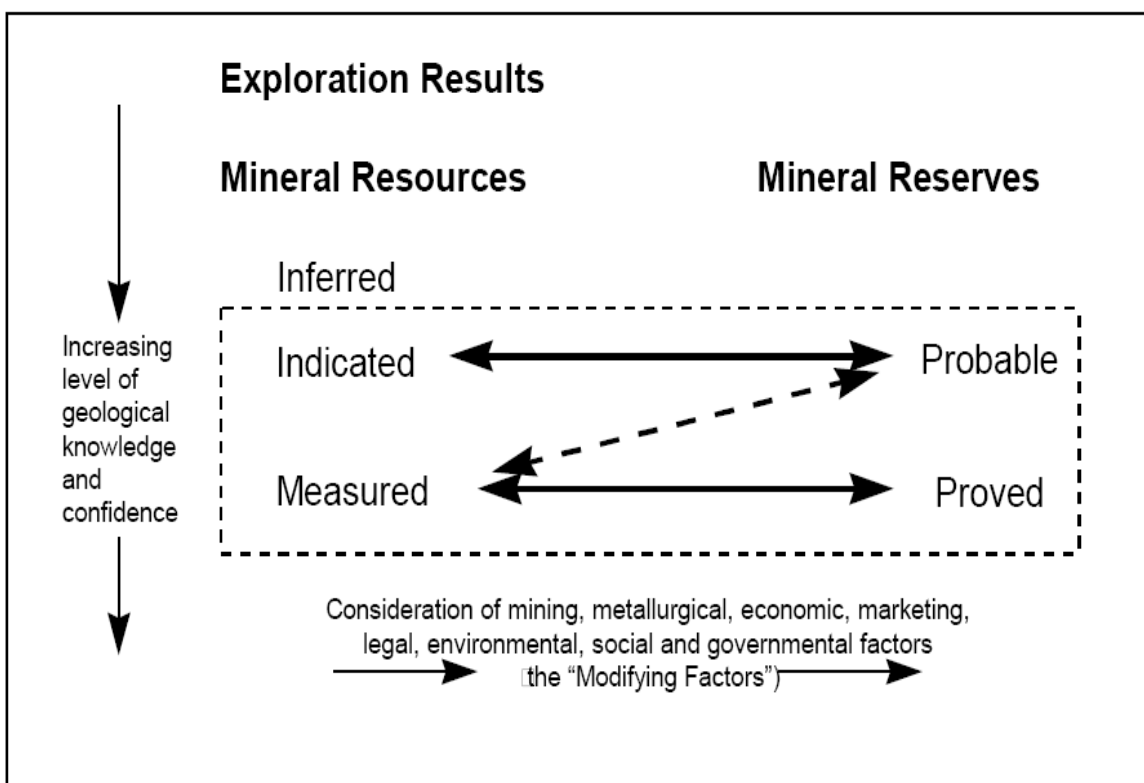 Exploration Results
Mineral Resources
Mineral Reserves
Inferred
Increasing
level of
geological
knowledge
and
confidence
Indicated
Probable
Measured
Proved
Consideration of mining, metallurgical, economic, marketing,
legal, environmental, social and governmental factors
the “Modifying Factors”)